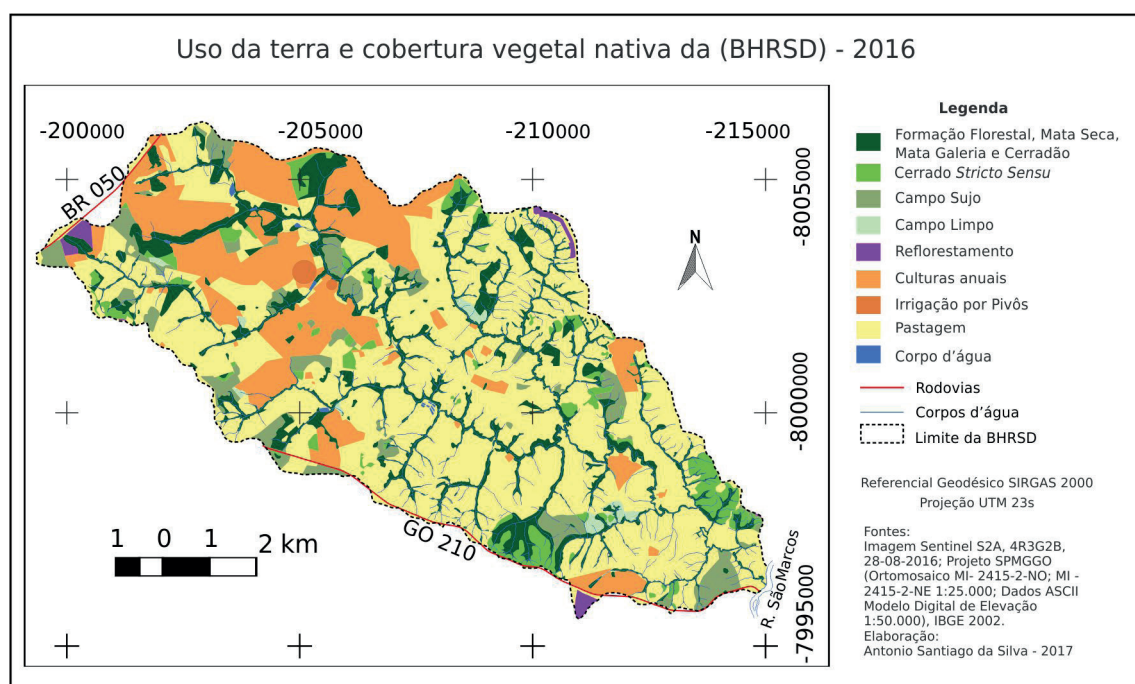 Uso da terra e cobertura vegetal nativa da (BHRSD) - 2016
-200000
-205000
-210000
-215000
-8005000
-8000000
-7995000
BR 050
GO 210
R. São Marcos
N
1 0 1 2 km
Legenda
Formação Florestal, Mata Seca,
Mata Galeria e Cerradão
Cerrado Stricto Sensu
Campo Sujo
Campo Limpo
Reflorestamento
Culturas anuais
Irrigação por Pivôs
Pastagem
Corpo d'água
Rodovias
Corpos d'água
Limite da BHRSD
Referencial Geodésico SIRGAS 2000
Projeção UTM 23s
Fontes:
Imagem Sentinel S2A, 4R3G2B,
28-08-2016; Projeto SPMGGO
(Ortomosaico MI- 2415-2-NO; MI -
2415-2-NE 1:25.000; Dados ASCII
Modelo Digital de Elevação
1:50.000), IBGE 2002.
Elaboração:
Antonio Santiago da Silva - 2017